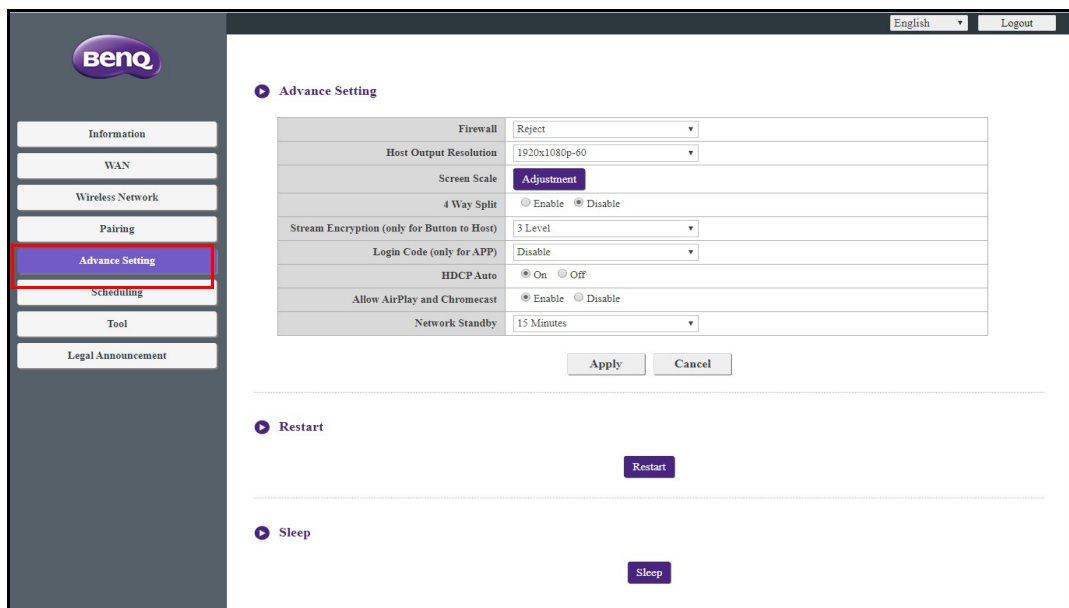 English
Logout
BenQ
Information
WAN
Wireless Network
Pairing
Advance Setting
Scheduling
Tool
Legal Announcement
Advance Setting
Firewall Reject
Host Output Resolution 1920x1080p-60
Screen Scale Adjustment
4 Way Split Enable Disable
Stream Encryption (only for Button to Host) 3 Level
Login Code (only for APP) Disable
HDCP Auto On Off
Allow AirPlay and Chromecast Enable Disable
Network Standby 15 Minutes
Apply Cancel
Restart
Restart
Sleep
Sleep